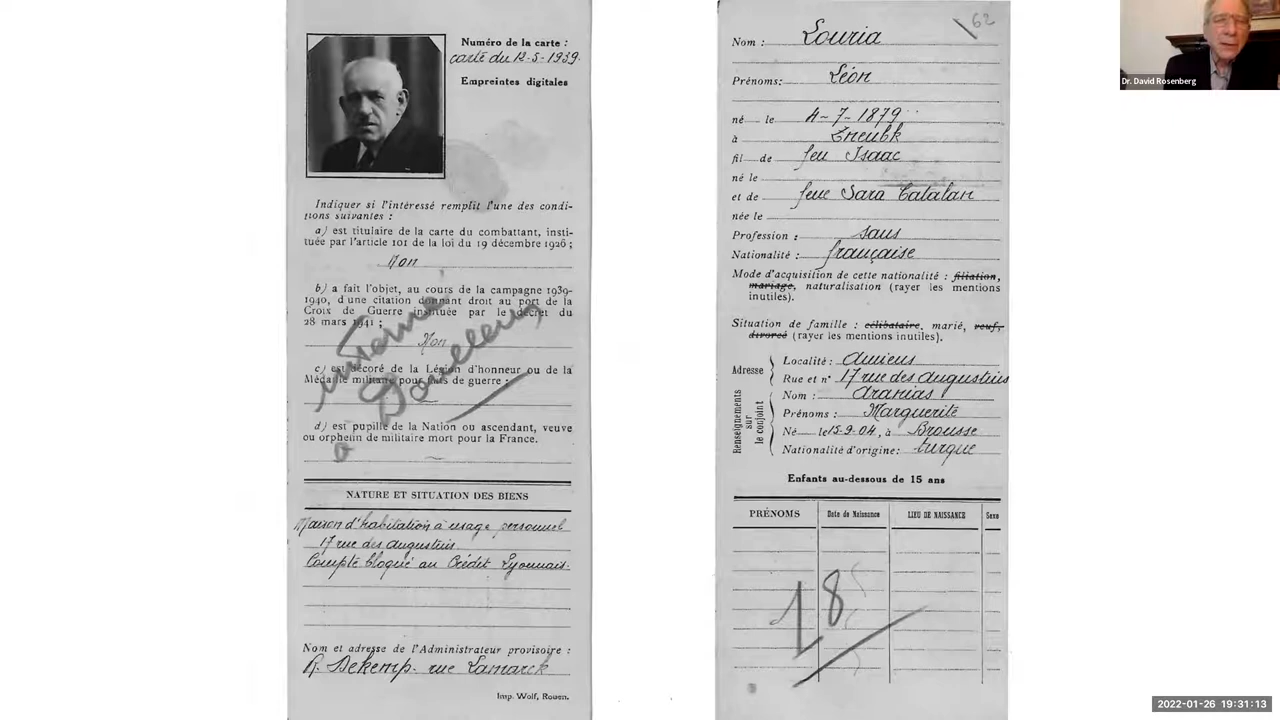 Numéro de la carte :
carte du 12-5-1939.
Empreintes digitales
Indiquer si l'intéressé remplit l'une des condi-
tions suivantes :
a) est titulaire de la carte du combattant, insti-
tuée par l'article 101 de la loi du 19 décembre 1926 ;
Non
b) a fait l'objet, au cours de la campagne 1939-
1940, d'une citation donnant droit au port de la
Croix de Guerre instituée par le décret du
28 mars 1941 ;
Non
c) est décoré de la Légion d'honneur ou de la
Médaille militaire pour faits de guerre :
d) est pupille de la Nation ou ascendant, veuve
ou orphelin de militaire mort pour la France.
interné
à Doullens
NATURE ET SITUATION DES BIENS
Maison d'habitation à usage personnel
17 rue des augustins.
Compte bloqué au Crédit Lyonnais.
Nom et adresse de l'Administrateur provisoire :
Dekemp. rue Lamarck
Imp. Wolf, Rouen.
62
Nom : Louria
Prénoms: Léon
né le 4-7-1879
à
fil de feu Isaac
né le
et de feue Sara Catalan
née le
Profession : sans
Nationalité : française
Mode d'acquisition de cette nationalité : filiation,
mariage, naturalisation (rayer les mentions
inutiles).
Situation de famille : célibataire, marié, veuf,
divorcé (rayer les mentions inutiles).
Adresse
Localité : Amiens
Rue et n° 17 rue des augustins
Renseignements sur le conjoint
Nom : Aranias
Prénoms : Marguerite
Né le 15-9-04, à Brousse
Nationalité d'origine: turque
Enfants au-dessous de 15 ans
PRÉNOMS Date de Naissance LIEU DE NAISSANCE Sexe
18
Dr. David Rosenberg
2022-01-26 19:31:13